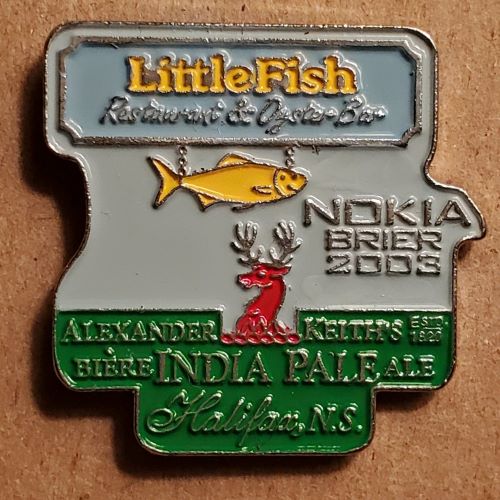 LittleFish
Restaurant & Oyster Bar
NOKIA
BRIER
2003
ALEXANDER KEITH'S ESTD. 1820
BIÈRE INDIA PALE ALE
Halifax, N.S.